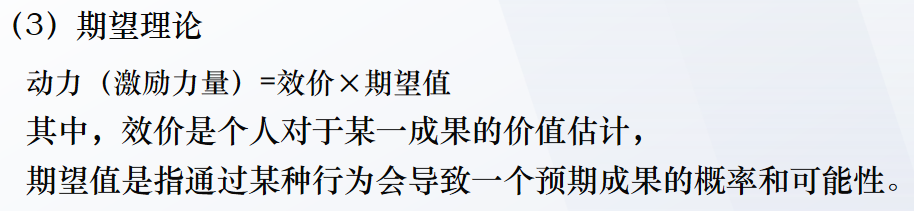 （3）期望理论
动力（激励力量）=效价×期望值
其中，效价是个人对于某一成果的价值估计，
期望值是指通过某种行为会导致一个预期成果的概率和可能性。